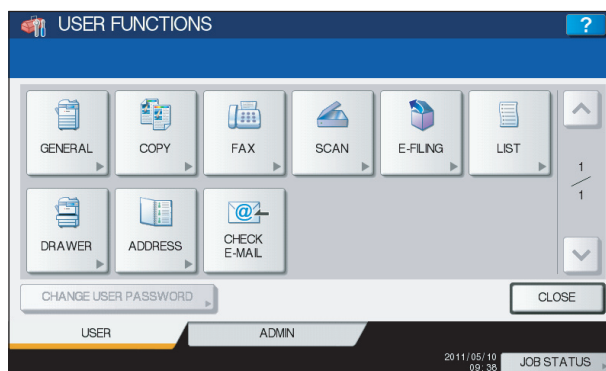 USER FUNCTIONS
?
GENERAL
COPY
FAX
SCAN
E-FILING
LIST
1
1
DRAWER
ADDRESS
@
CHECK
E-MAIL
CHANGE USER PASSWORD
CLOSE
USER
ADMIN
2011/05/10
09:38
JOB STATUS